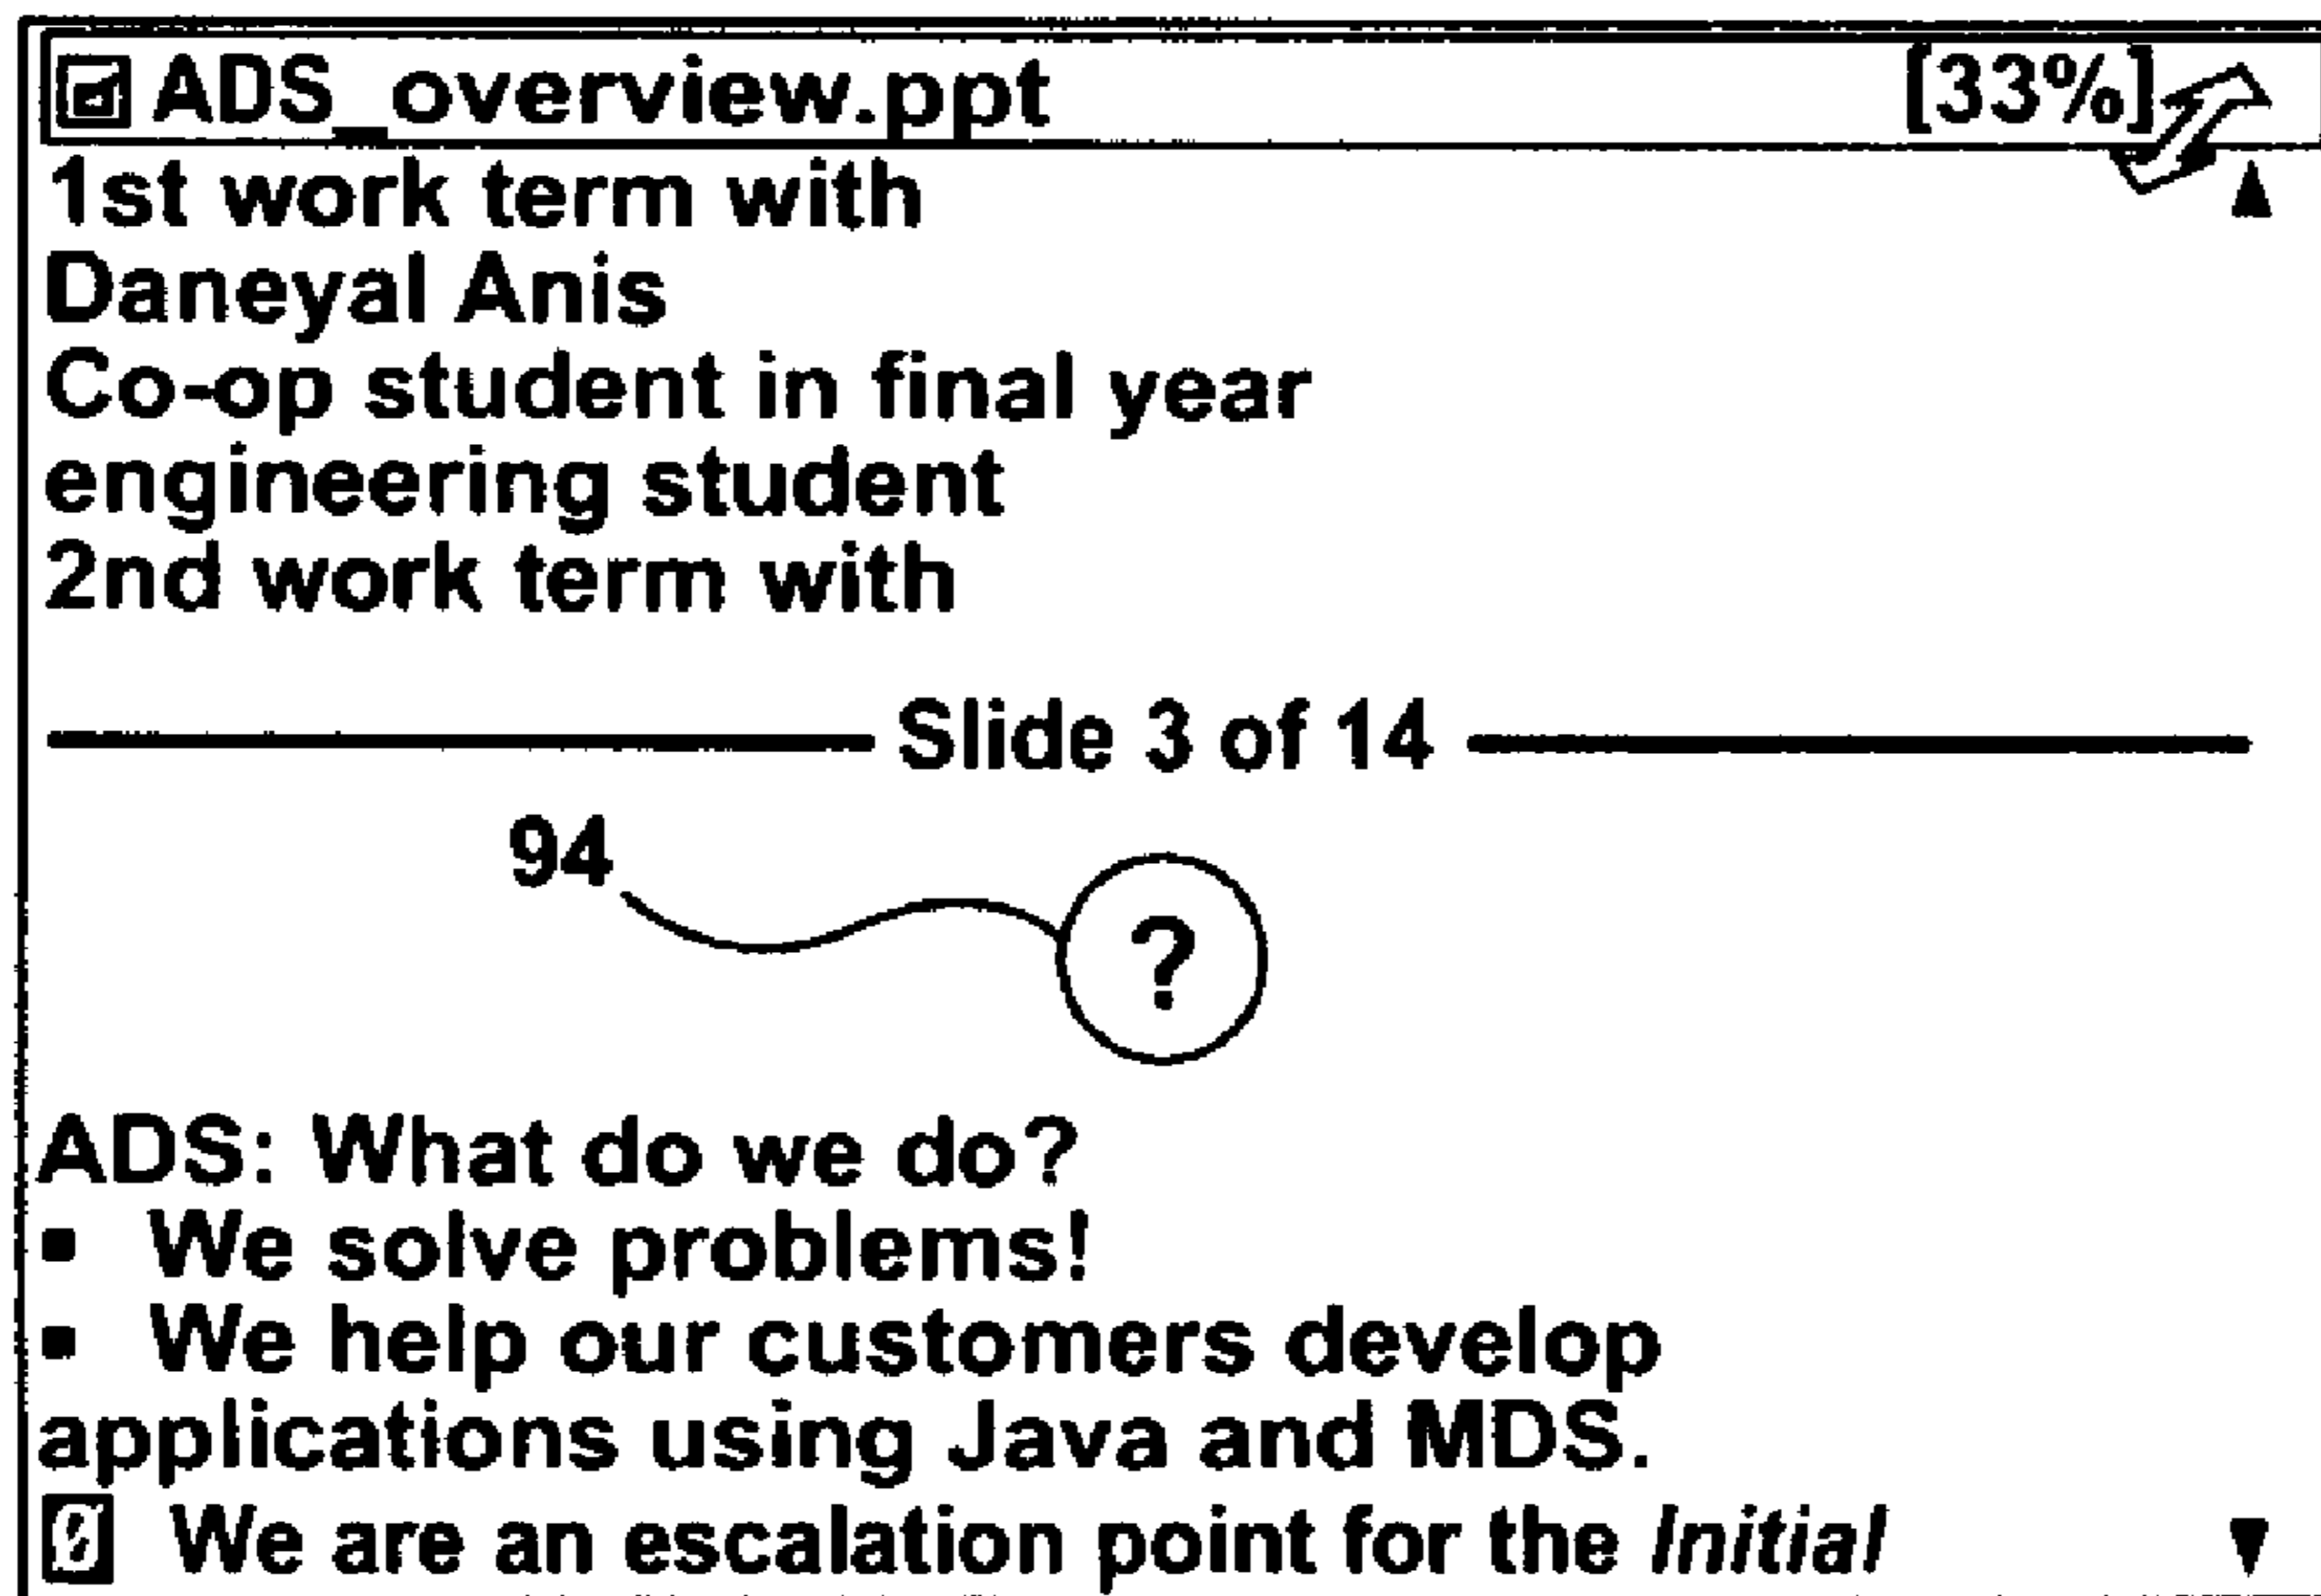 ADS_overview.ppt [33%]
1st work term with
Daneyal Anis
Co-op student in final year
engineering student
2nd work term with
Slide 3 of 14
94
?
ADS: What do we do?
▪ We solve problems!
▪ We help our customers develop
applications using Java and MDS.
We are an escalation point for the Initial